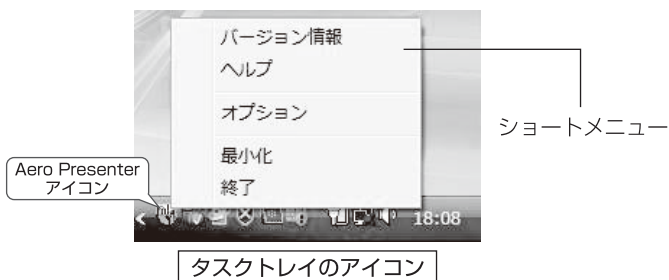 バージョン情報
ヘルプ
オプション
ショートメニュー
最小化
Aero Presenter
アイコン
終了
18:08
タスクトレイのアイコン